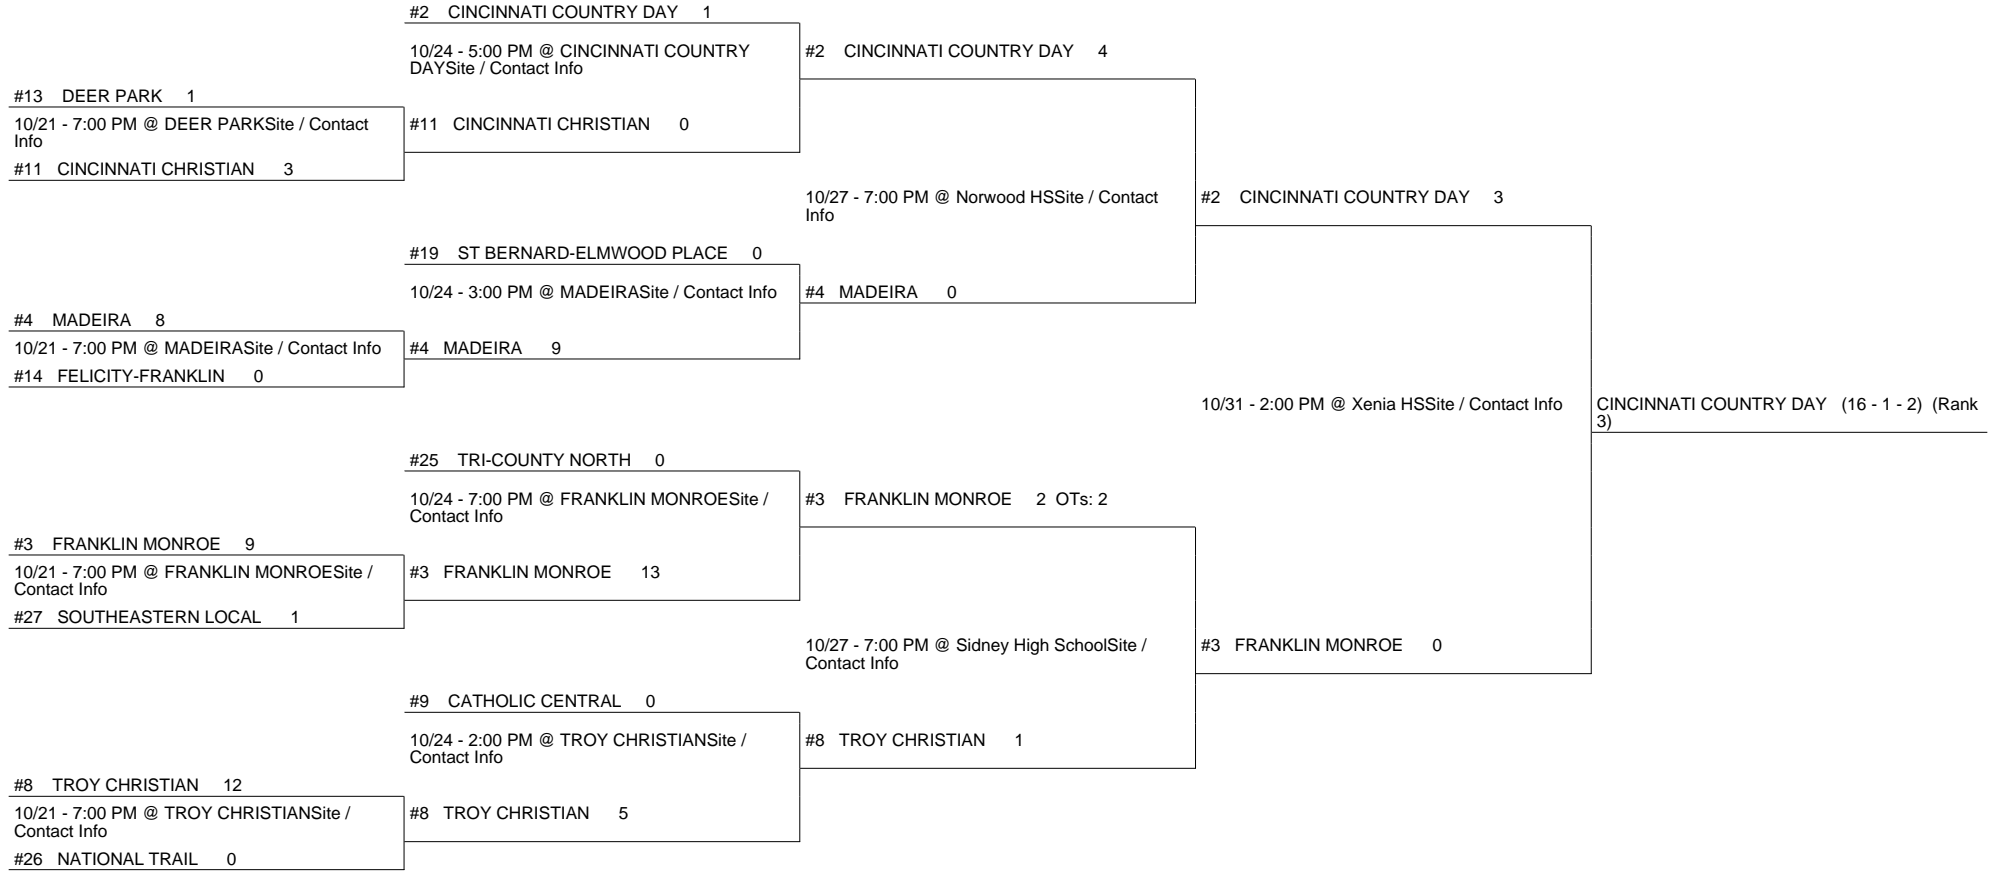 #2 CINCINNATI COUNTRY DAY 1
10/24 - 5:00 PM @ CINCINNATI COUNTRY
DAYSite / Contact Info
#2 CINCINNATI COUNTRY DAY 4
#13 DEER PARK 1
10/21 - 7:00 PM @ DEER PARKSite / Contact
Info
#11 CINCINNATI CHRISTIAN 0
#11 CINCINNATI CHRISTIAN 3
10/27 - 7:00 PM @ Norwood HSSite / Contact
Info
#2 CINCINNATI COUNTRY DAY 3
#19 ST BERNARD-ELMWOOD PLACE 0
10/24 - 3:00 PM @ MADEIRASite / Contact Info
#4 MADEIRA 0
#4 MADEIRA 8
10/21 - 7:00 PM @ MADEIRASite / Contact Info
#4 MADEIRA 9
#14 FELICITY-FRANKLIN 0
10/31 - 2:00 PM @ Xenia HSSite / Contact Info
CINCINNATI COUNTRY DAY (16 - 1 - 2) (Rank
3)
#25 TRI-COUNTY NORTH 0
10/24 - 7:00 PM @ FRANKLIN MONROESite /
Contact Info
#3 FRANKLIN MONROE 2 OTs: 2
#3 FRANKLIN MONROE 9
10/21 - 7:00 PM @ FRANKLIN MONROESite /
Contact Info
#3 FRANKLIN MONROE 13
#27 SOUTHEASTERN LOCAL 1
10/27 - 7:00 PM @ Sidney High SchoolSite /
Contact Info
#3 FRANKLIN MONROE 0
#9 CATHOLIC CENTRAL 0
10/24 - 2:00 PM @ TROY CHRISTIANSite /
Contact Info
#8 TROY CHRISTIAN 1
#8 TROY CHRISTIAN 12
10/21 - 7:00 PM @ TROY CHRISTIANSite /
Contact Info
#8 TROY CHRISTIAN 5
#26 NATIONAL TRAIL 0